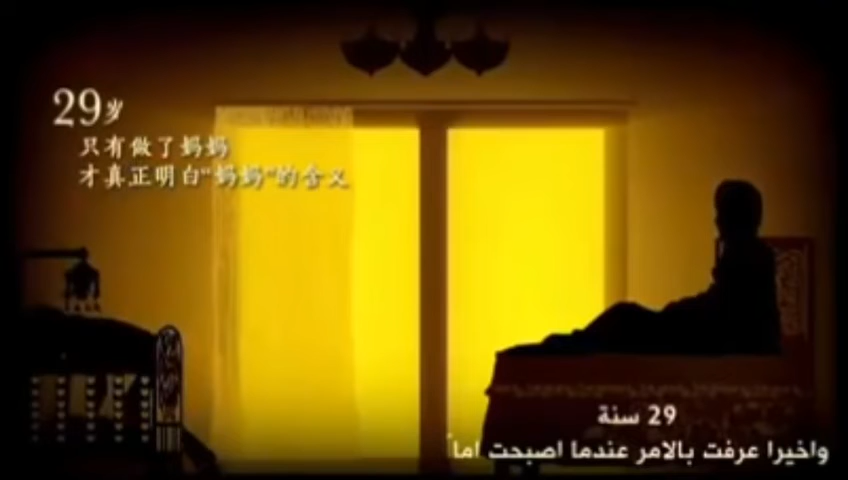 29岁
只有做了妈妈
才真正明白“妈妈”的含义
29 سنة
واخيرا عرفت بالامر عندما اصبحت اماً